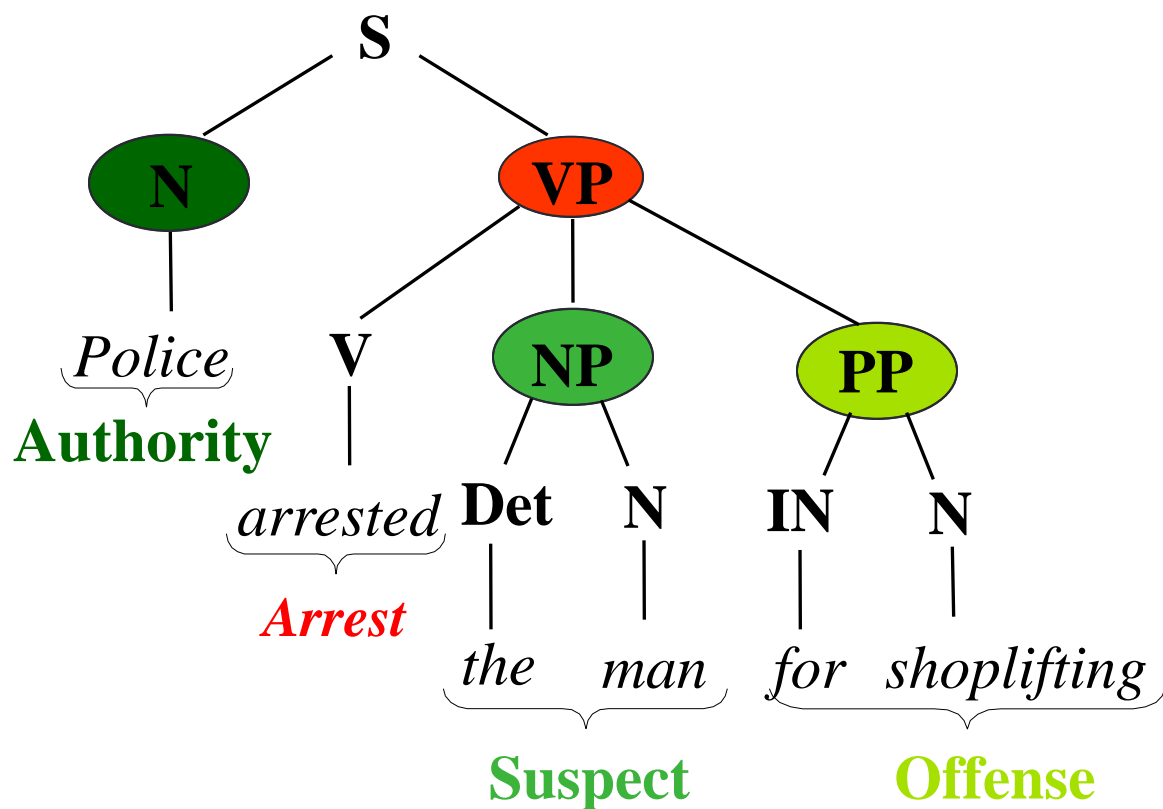 S
N VP
Police V NP PP
Authority
arrested Det N IN N
Arrest
the man for shoplifting
Suspect Offense